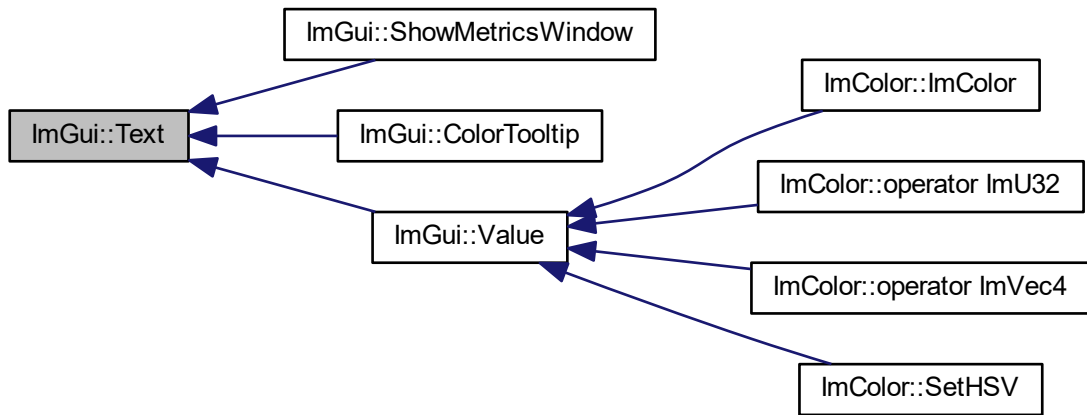 ImGui::ShowMetricsWindow
ImColor::ImColor
ImGui::Text
ImGui::ColorTooltip
ImColor::operator ImU32
ImGui::Value
ImColor::operator ImVec4
ImColor::SetHSV